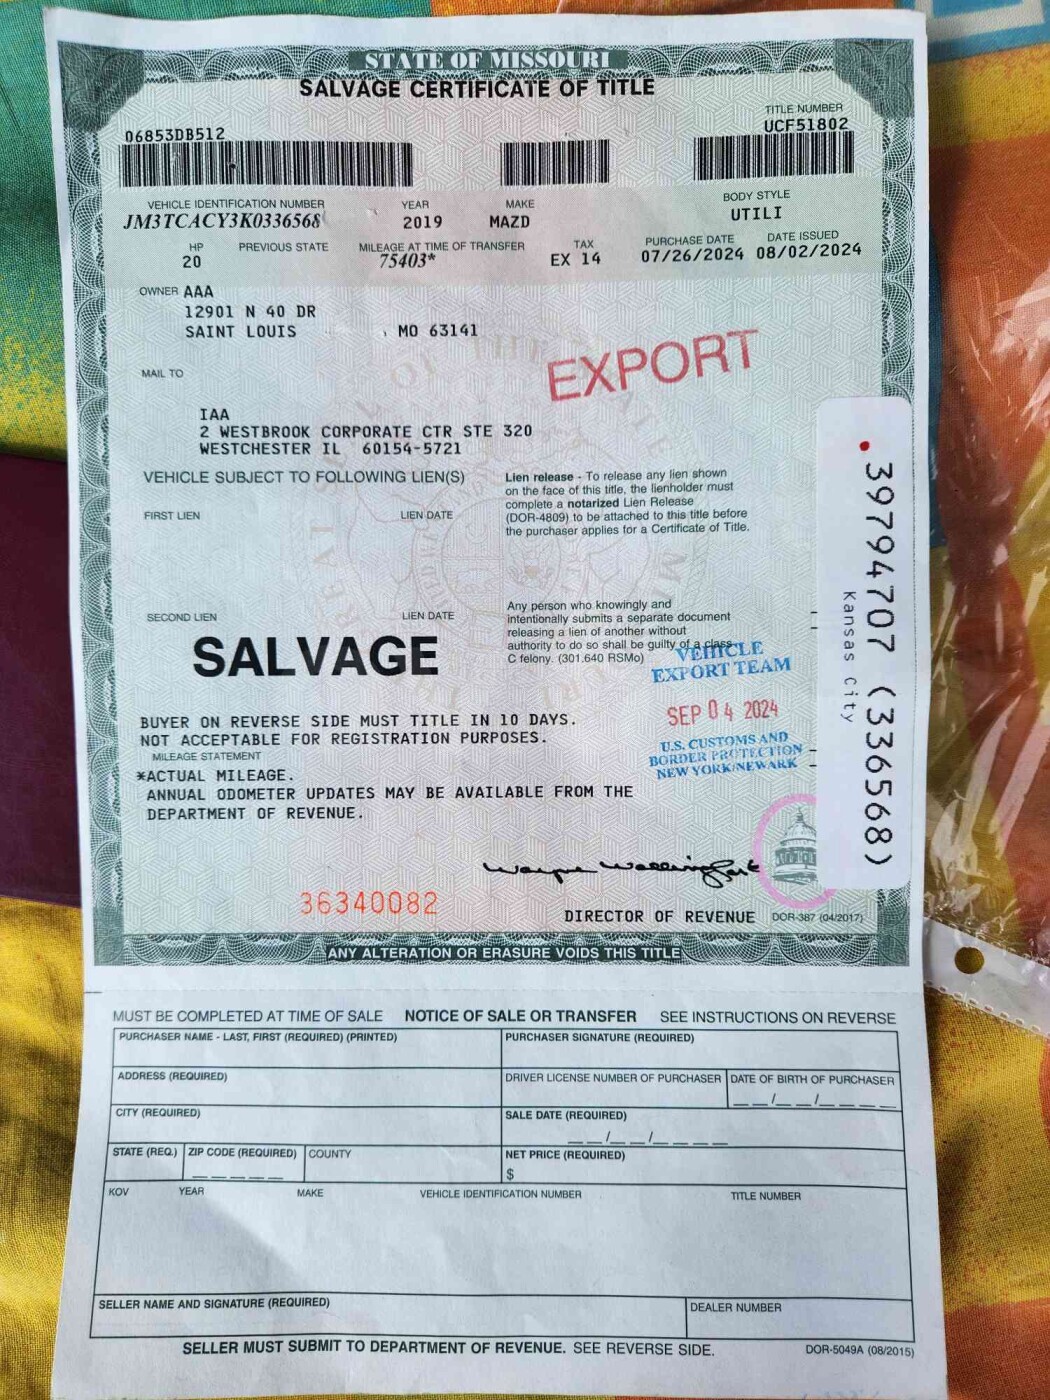 STATE OF MISSOURI
SALVAGE CERTIFICATE OF TITLE
TITLE NUMBER
06853DB512 UCF51802
VEHICLE IDENTIFICATION NUMBER YEAR MAKE BODY STYLE
JM3TCACY3K0336568 2019 MAZD UTILI
HP PREVIOUS STATE MILEAGE AT TIME OF TRANSFER TAX PURCHASE DATE DATE ISSUED
20 75403* EX 14 07/26/2024 08/02/2024
OWNER AAA
12901 N 40 DR
SAINT LOUIS , MO 63141
EXPORT
MAIL TO
IAA
2 WESTBROOK CORPORATE CTR STE 320
WESTCHESTER IL 60154-5721
VEHICLE SUBJECT TO FOLLOWING LIEN(S)
FIRST LIEN LIEN DATE
Lien release - To release any lien shown
on the face of this title, the lienholder must
complete a notarized Lien Release
(DOR-4809) to be attached to this title before
the purchaser applies for a Certificate of Title.
SECOND LIEN LIEN DATE
Any person who knowingly and
intentionally submits a separate document
releasing a lien of another without
authority to do so shall be guilty of a class
C felony. (301.640 RSMo)
SALVAGE
VEHICLE
EXPORT TEAM
SEP 04 2024
U.S. CUSTOMS AND
BORDER PROTECTION
NEW YORK/NEWARK
39794707 (336568)
Kansas City
BUYER ON REVERSE SIDE MUST TITLE IN 10 DAYS.
NOT ACCEPTABLE FOR REGISTRATION PURPOSES.
MILEAGE STATEMENT
*ACTUAL MILEAGE.
ANNUAL ODOMETER UPDATES MAY BE AVAILABLE FROM THE
DEPARTMENT OF REVENUE.
Wayne Wallingford
36340082
DIRECTOR OF REVENUE DOR-387 (04/2017)
ANY ALTERATION OR ERASURE VOIDS THIS TITLE
MUST BE COMPLETED AT TIME OF SALE NOTICE OF SALE OR TRANSFER SEE INSTRUCTIONS ON REVERSE
PURCHASER NAME - LAST, FIRST (REQUIRED) (PRINTED) PURCHASER SIGNATURE (REQUIRED)
ADDRESS (REQUIRED) DRIVER LICENSE NUMBER OF PURCHASER DATE OF BIRTH OF PURCHASER
__/__/____
CITY (REQUIRED) SALE DATE (REQUIRED)
__/__/____
STATE (REQ.) ZIP CODE (REQUIRED) COUNTY NET PRICE (REQUIRED)
$
KOV YEAR MAKE VEHICLE IDENTIFICATION NUMBER TITLE NUMBER
SELLER NAME AND SIGNATURE (REQUIRED) DEALER NUMBER
SELLER MUST SUBMIT TO DEPARTMENT OF REVENUE. SEE REVERSE SIDE. DOR-5049A (08/2015)